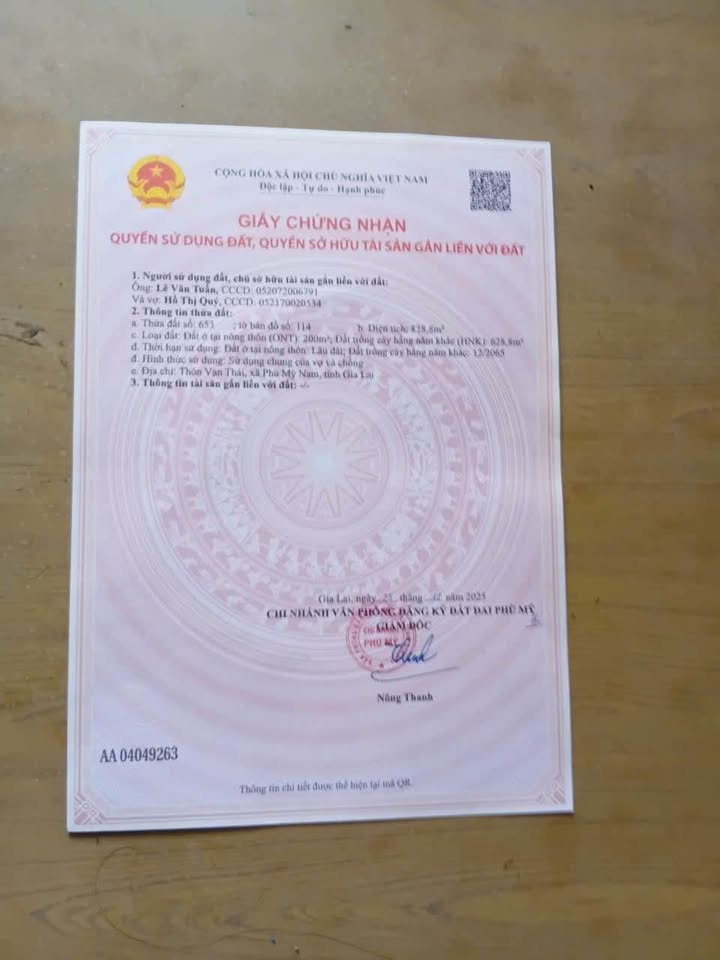 CỘNG HÒA XÃ HỘI CHỦ NGHĨA VIỆT NAM
Độc lập - Tự do - Hạnh phúc
GIẤY CHỨNG NHẬN
QUYỀN SỬ DỤNG ĐẤT, QUYỀN SỞ HỮU TÀI SẢN GẮN LIỀN VỚI ĐẤT
1. Người sử dụng đất, chủ sở hữu tài sản gắn liền với đất:
Ông: Lê Văn Tuấn, CCCD: 052072006791
Và vợ: Hồ Thị Quý, CCCD: 052170020534
2. Thông tin thửa đất:
a. Thửa đất số: 653 ; tờ bản đồ số: 114 b. Diện tích: 828,8m²
c. Loại đất: Đất ở tại nông thôn (ONT): 200m²; Đất trồng cây hằng năm khác (HNK): 628,8m²
d. Thời hạn sử dụng: Đất ở tại nông thôn: Lâu dài; Đất trồng cây hằng năm khác: 12/2065
đ. Hình thức sử dụng: Sử dụng chung của vợ và chồng
e. Địa chỉ: Thôn Vạn Thái, xã Phù Mỹ Nam, tỉnh Gia Lai
3. Thông tin tài sản gắn liền với đất: -/-
Gia Lai, ngày tháng 12 năm 2025
CHI NHÁNH VĂN PHÒNG ĐĂNG KÝ ĐẤT ĐAI PHÙ MỸ
GIÁM ĐỐC
CHI NHÁNH
PHÙ MỸ
Nông Thanh
AA 04049263
Thông tin chi tiết được thể hiện tại mã QR.